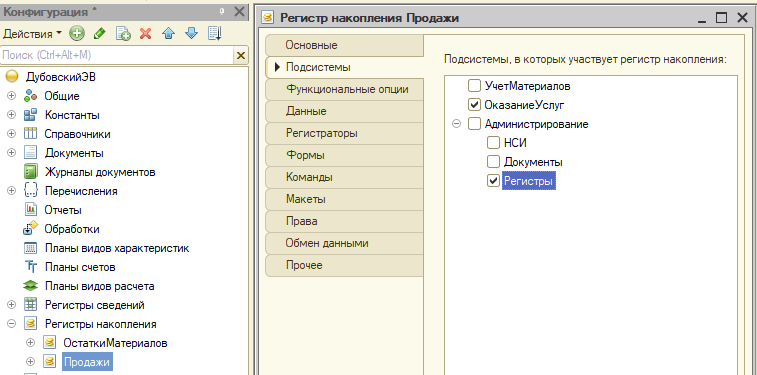 Конфигурация *
Действия
Поиск (Ctrl+Alt+M)
ДубовскийЭВ
Общие
Константы
Справочники
Документы
Журналы документов
Перечисления
Отчеты
Обработки
Планы видов характеристик
Планы счетов
Планы видов расчета
Регистры сведений
Регистры накопления
ОстаткиМатериалов
Продажи
Регистр накопления Продажи
Основные
Подсистемы
Функциональные опции
Данные
Регистраторы
Формы
Команды
Макеты
Права
Обмен данными
Прочее
Подсистемы, в которых участвует регистр накопления:
УчетМатериалов
ОказаниеУслуг
Администрирование
НСИ
Документы
Регистры